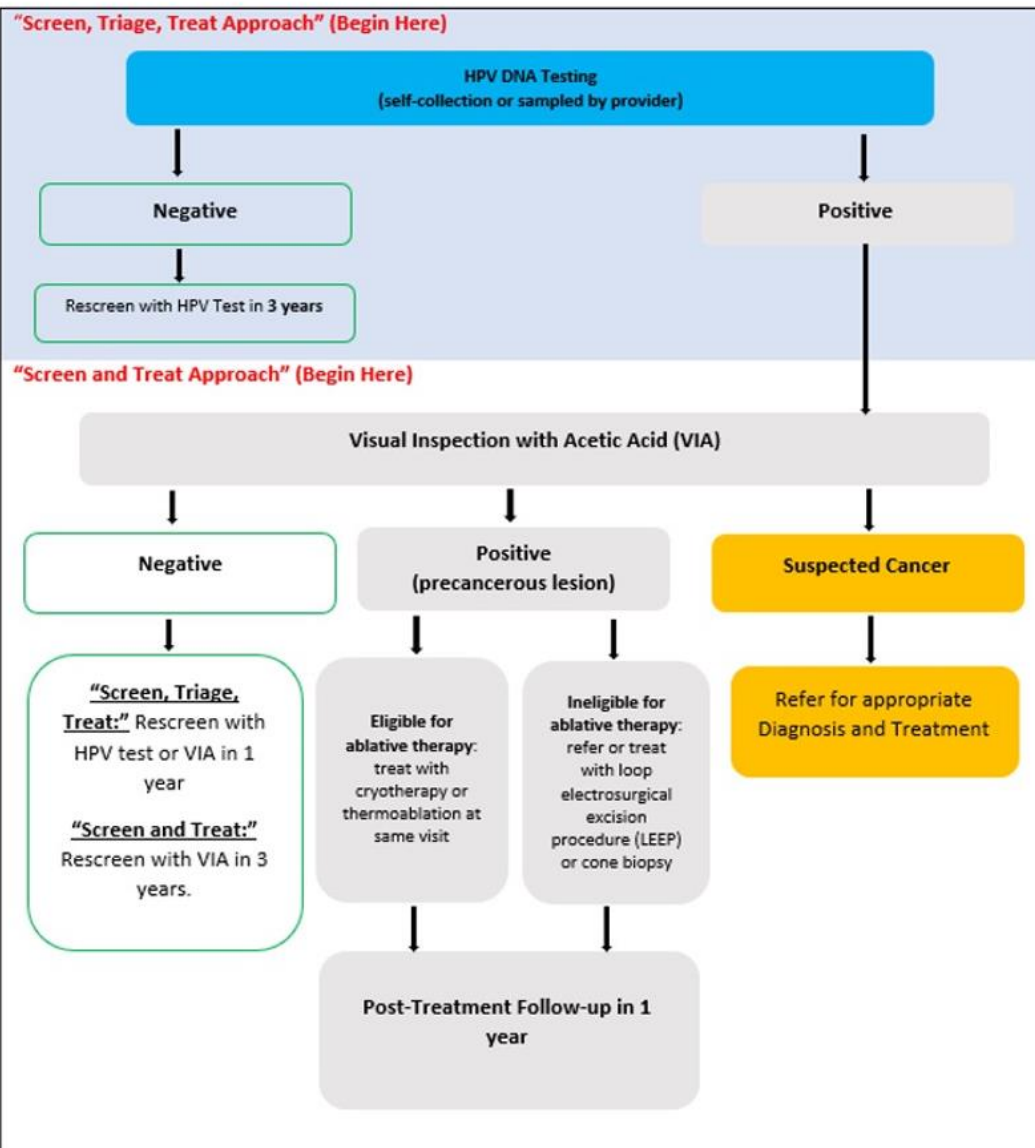 "Screen, Triage, Treat Approach" (Begin Here)
HPV DNA Testing
(self-collection or sampled by provider)
Negative
Positive
Rescreen with HPV Test in 3 years
"Screen and Treat Approach" (Begin Here)
Visual Inspection with Acetic Acid (VIA)
Negative
Positive
(precancerous lesion)
Suspected Cancer
"Screen, Triage,
Treat:" Rescreen with
HPV test or VIA in 1
year
"Screen and Treat:"
Rescreen with VIA in 3
years.
Eligible for
ablative therapy:
treat with
cryotherapy or
thermoablation at
same visit
Ineligible for
ablative therapy:
refer or treat
with loop
electrosurgical
excision
procedure (LEEP)
or cone biopsy
Refer for appropriate
Diagnosis and Treatment
Post-Treatment Follow-up in 1
year